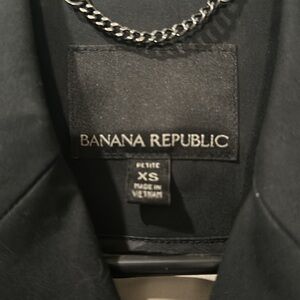 BANANA REPUBLIC
PETITE
XS
MADE IN
VIETNAM